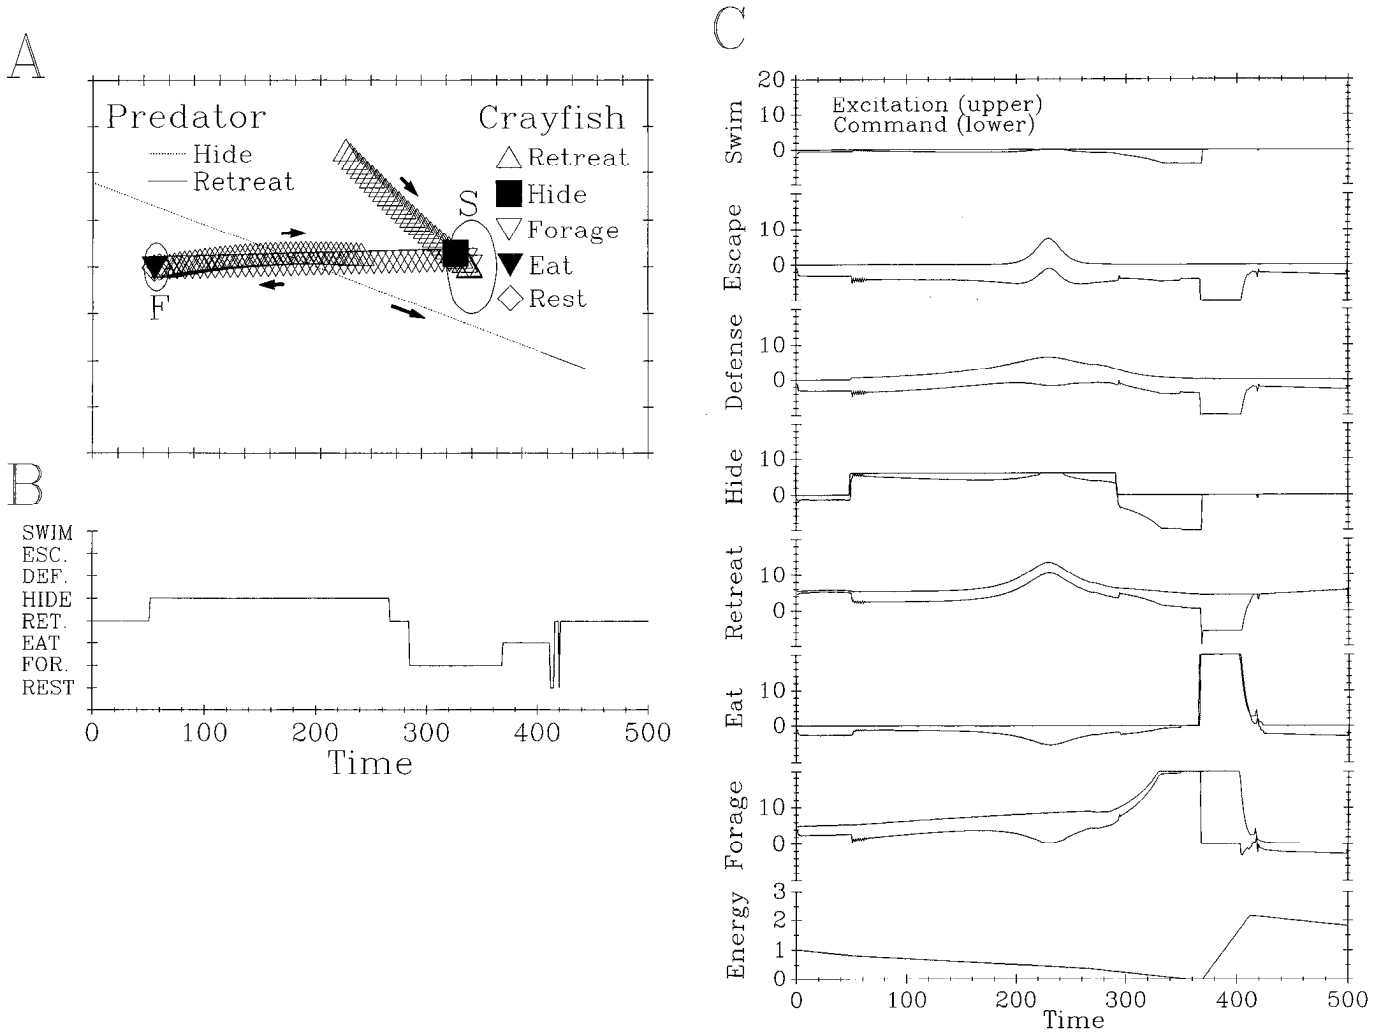 A
Predator
Hide
Retreat
Crayfish
Retreat
Hide
Forage
Eat
Rest
S
F
B
SWIM
ESC.
DEF.
HIDE
RET.
EAT
FOR.
REST
0 100 200 300 400 500
Time
C
Excitation (upper)
Command (lower)
Swim
20
10
0
Escape
10
0
Defense
10
0
Hide
10
0
Retreat
10
0
Eat
10
0
Forage
10
0
Energy
3
2
1
0
0 100 200 300 400 500
Time